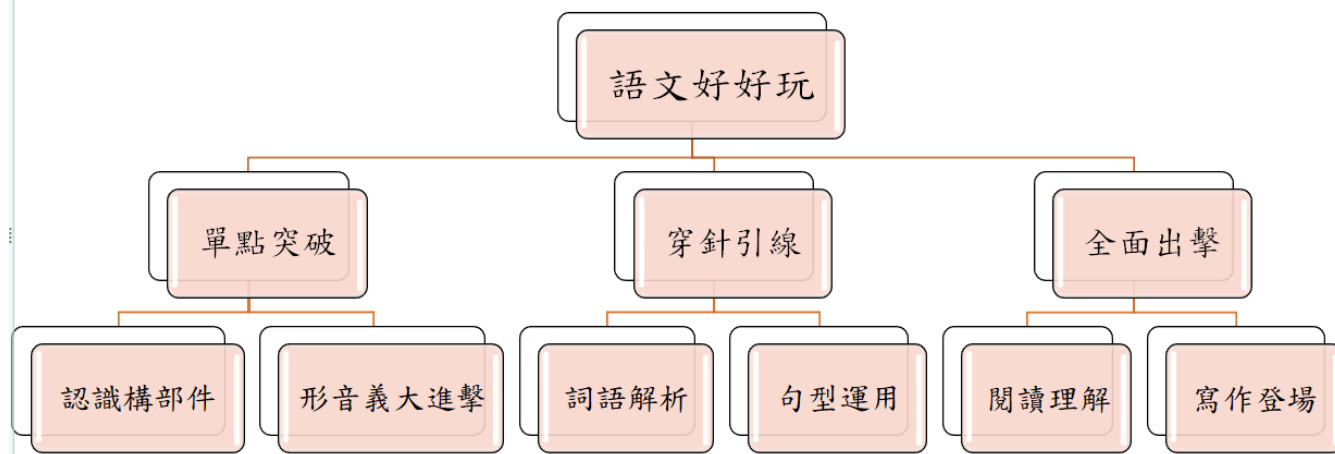 語文好好玩
單點突破
穿針引線
全面出擊
認識構部件
形音義大進擊
詞語解析
句型運用
閱讀理解
寫作登場